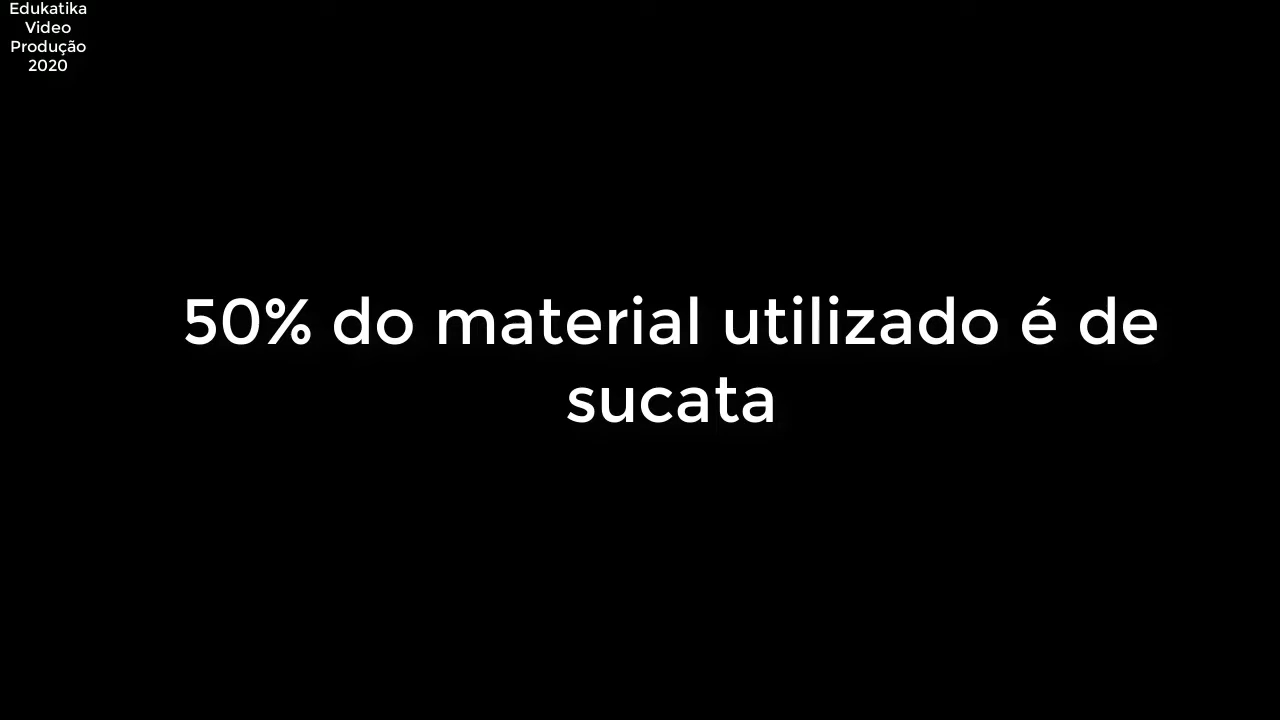 Edukatika
Video
Produção
2020
50% do material utilizado é de
sucata